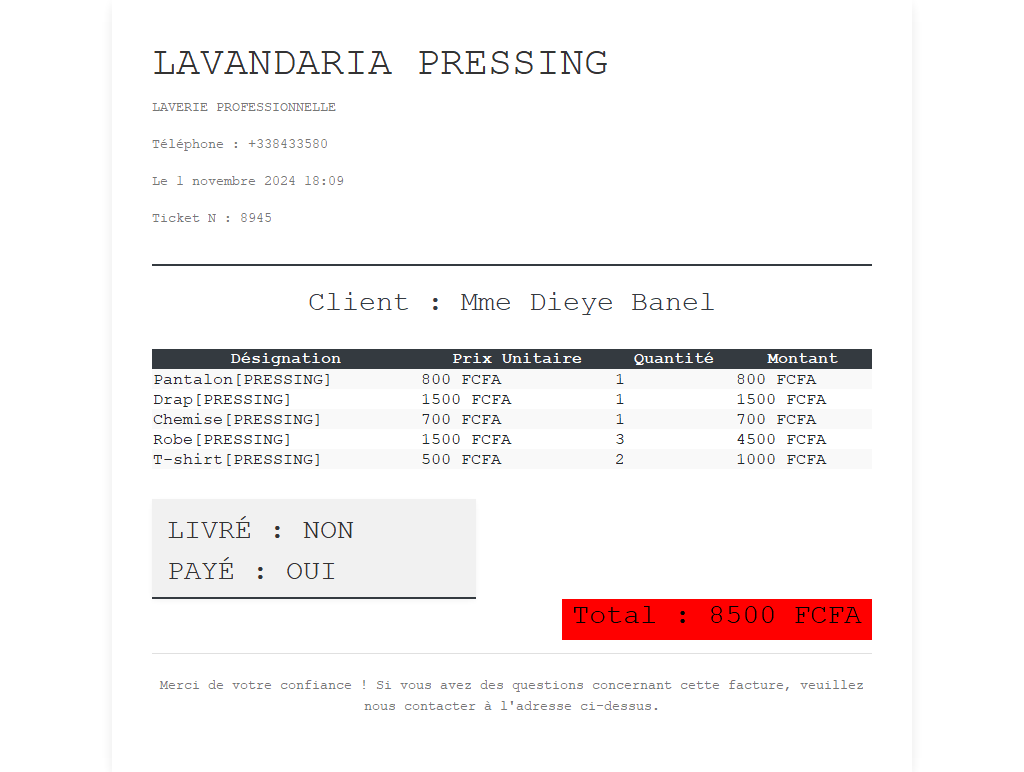 LAVANDARIA PRESSING
LAVERIE PROFESSIONNELLE
Téléphone : +338433580
Le 1 novembre 2024 18:09
Ticket N : 8945
Client : Mme Dieye Banel
Désignation Prix Unitaire Quantité Montant
Pantalon[PRESSING] 800 FCFA 1 800 FCFA
Drap[PRESSING] 1500 FCFA 1 1500 FCFA
Chemise[PRESSING] 700 FCFA 1 700 FCFA
Robe[PRESSING] 1500 FCFA 3 4500 FCFA
T-shirt[PRESSING] 500 FCFA 2 1000 FCFA
LIVRÉ : NON
PAYÉ : OUI
Total : 8500 FCFA
Merci de votre confiance ! Si vous avez des questions concernant cette facture, veuillez
nous contacter à l'adresse ci-dessus.